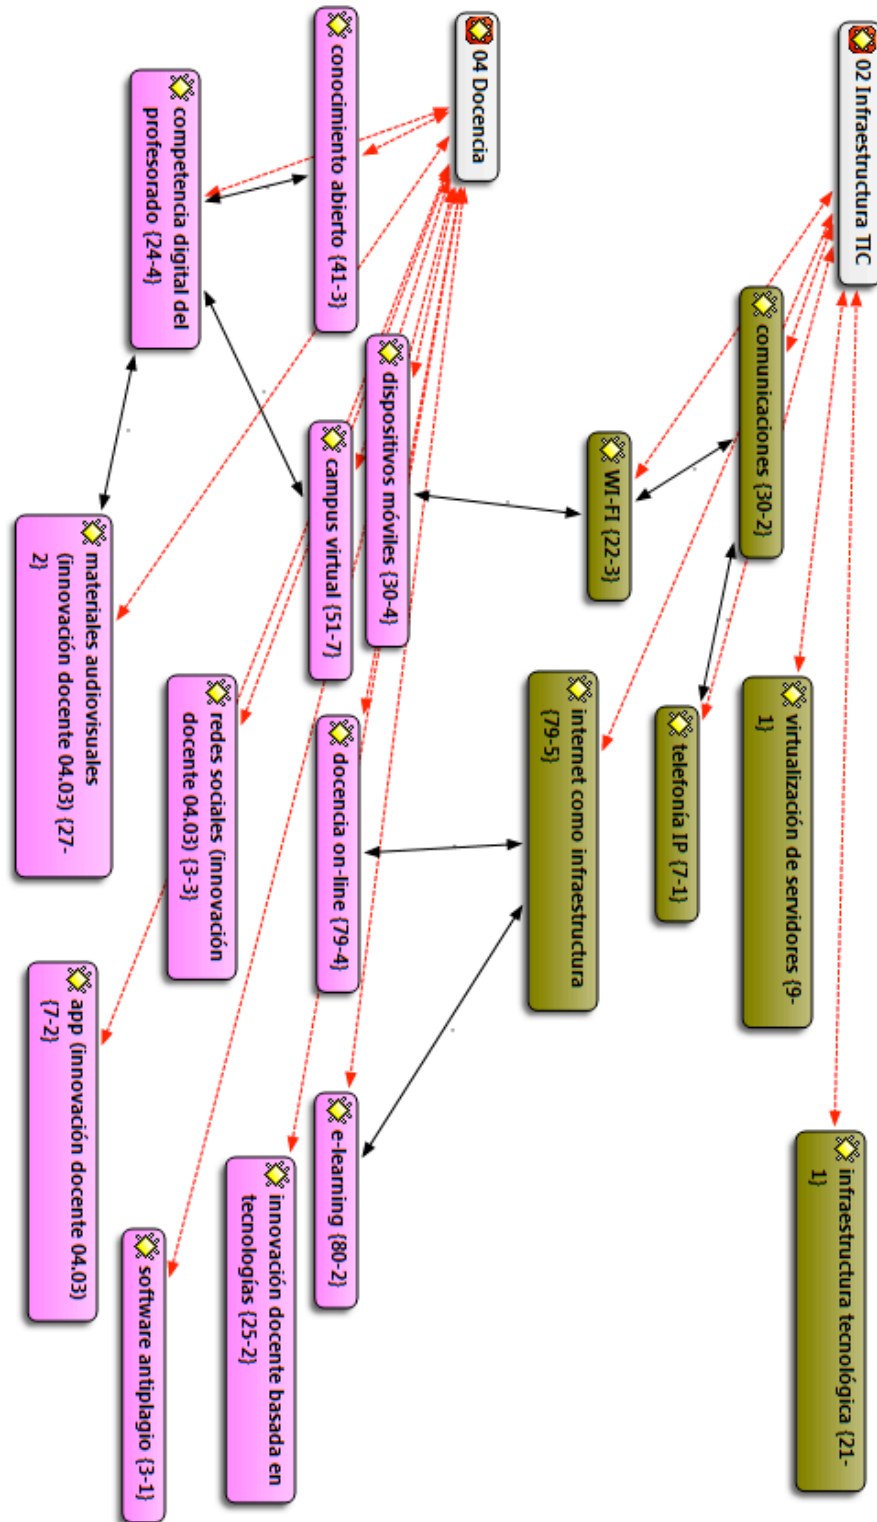 02 Infraestructura TIC
comunicaciones {30-2}
WI-FI {22-3}
internet como infraestructura
{79-5}
telefonía IP {7-1}
virtualización de servidores {9-
1}
infraestructura tecnológica {21-
1}
04 Docencia
conocimiento abierto {41-3}
competencia digital del
profesorado {24-4}
dispositivos móviles {30-4}
campus virtual {51-7}
materiales audiovisuales
(innovación docente 04.03) {27-
2}
redes sociales (innovación
docente 04.03) {3-3}
docencia on-line {79-4}
app (innovación docente 04.03)
{7-2}
e-learning {80-2}
innovación docente basada en
tecnologías {25-2}
software antiplagio {3-1}